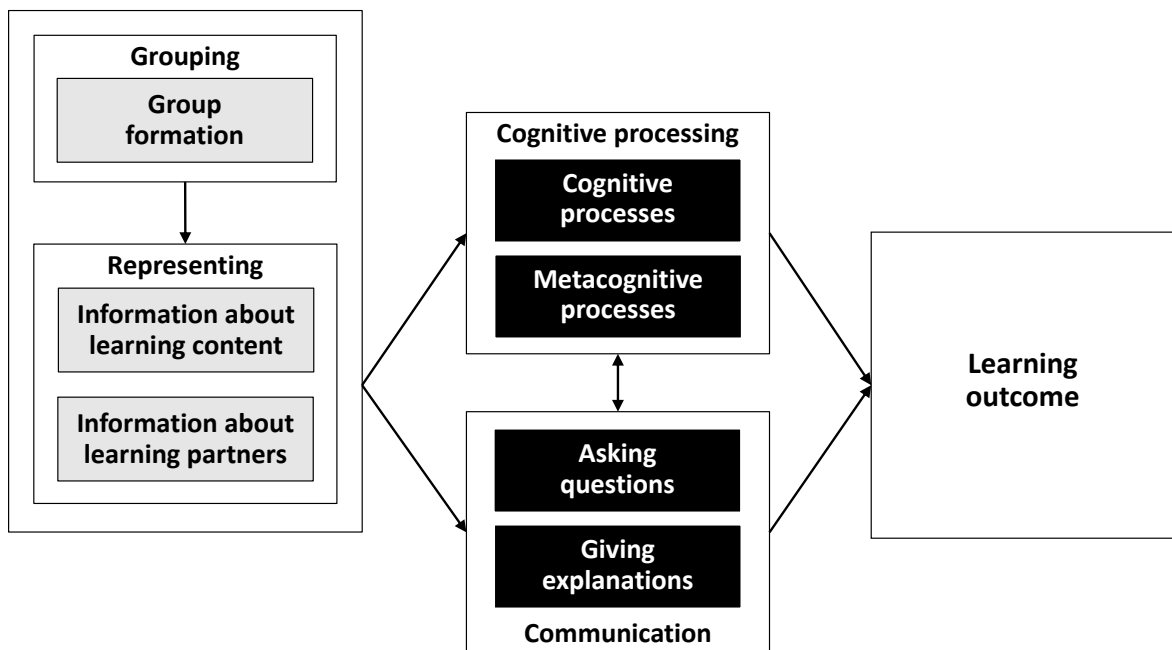 Grouping
Group
formation
Representing
Information about
learning content
Information about
learning partners
Cognitive processing
Cognitive
processes
Metacognitive
processes
Asking
questions
Giving
explanations
Communication
Learning
outcome